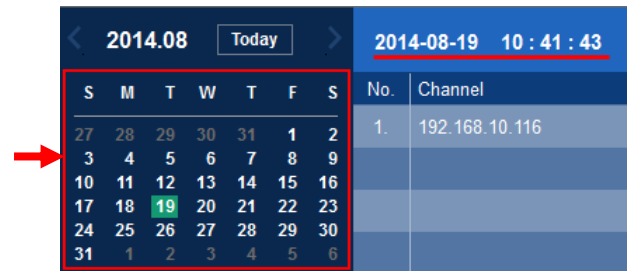 2014.08 Today
S M T W T F S
27 28 29 30 31 1 2
3 4 5 6 7 8 9
10 11 12 13 14 15 16
17 18 19 20 21 22 23
24 25 26 27 28 29 30
31 1 2 3 4 5 6
2014-08-19 10 : 41 : 43
No. Channel
1. 192.168.10.116